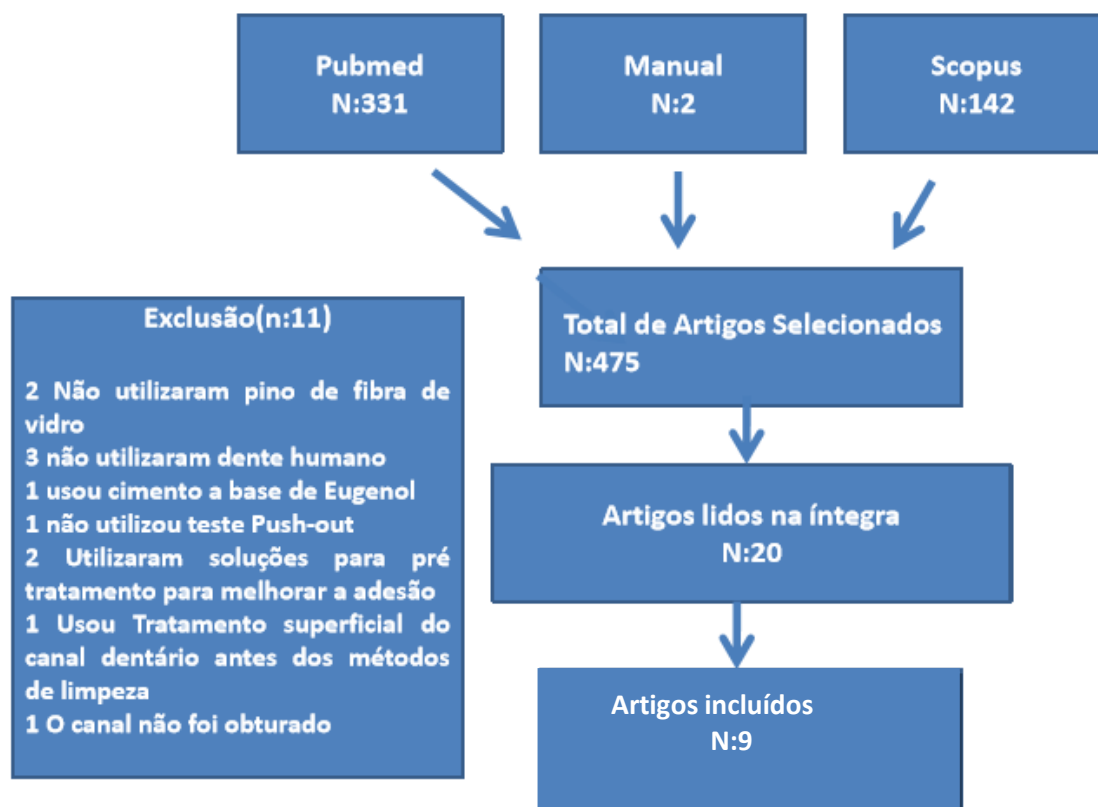 Pubmed
N:331
Manual
N:2
Scopus
N:142
Total de Artigos Selecionados
N:475
Exclusão(n:11)
2 Não utilizaram pino de fibra de
vidro
3 não utilizaram dente humano
1 usou cimento a base de Eugenol
1 não utilizou teste Push-out
2 Utilizaram soluções para pré
tratamento para melhorar a adesão
1 Usou Tratamento superficial do
canal dentário antes dos métodos
de limpeza
1 O canal não foi obturado
Artigos lidos na íntegra
N:20
Artigos incluídos
N:9